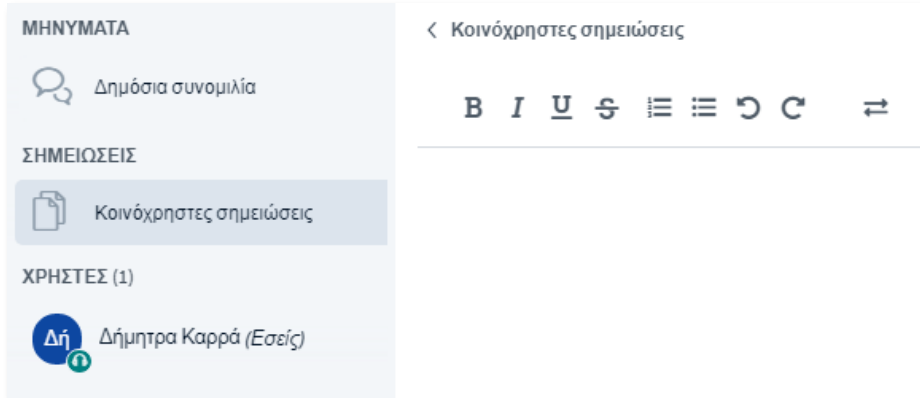 ΜΗΝΥΜΑΤΑ
Δημόσια συνομιλία
ΣΗΜΕΙΩΣΕΙΣ
Κοινόχρηστες σημειώσεις
ΧΡΗΣΤΕΣ (1)
Δή
Δήμητρα Καρρά (Εσείς)
Κοινόχρηστες σημειώσεις
B I U S